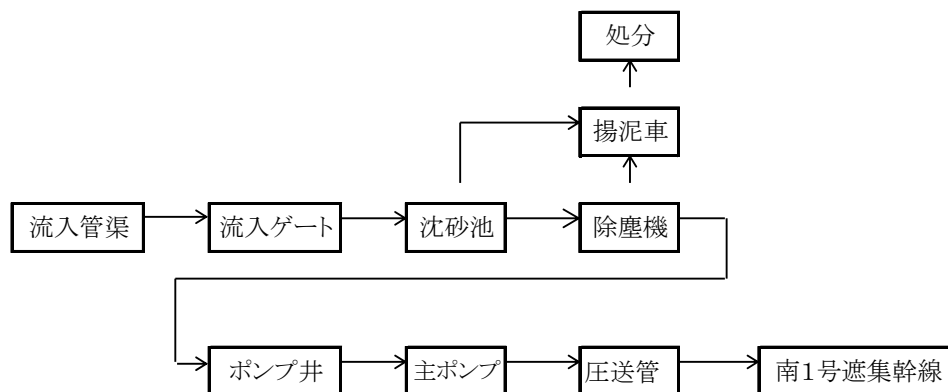 処分
揚泥車
流入管渠
流入ゲート
沈砂池
除塵機
ポンプ井
主ポンプ
圧送管
南1号遮集幹線